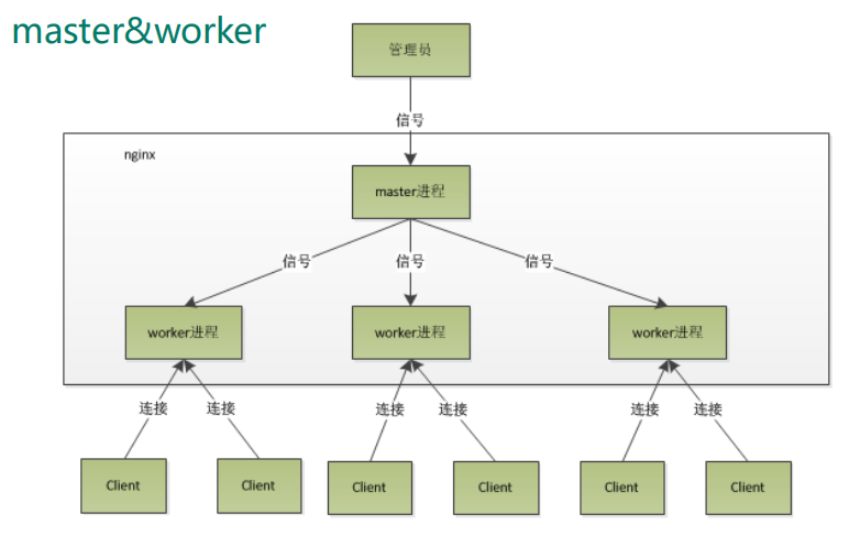 master&worker
管理员
信号
nginx
master进程
信号
信号
信号
worker进程
worker进程
worker进程
连接
连接
连接
连接
连接
连接
Client
Client
Client
Client
Client
Client